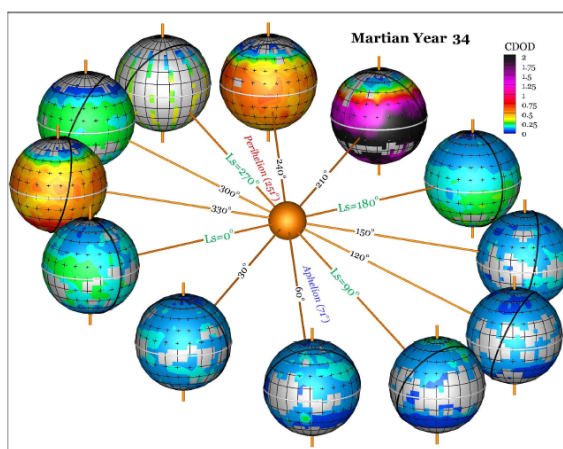 Martian Year 34
CDOD
2
1.75
1.5
1.25
1
0.75
0.5
0.25
0
Ls=270°
Perihelion (251°)
240°
210°
300°
Ls=180°
330°
150°
Ls=0°
120°
30°
60°
Aphelion (71°)
Ls=90°